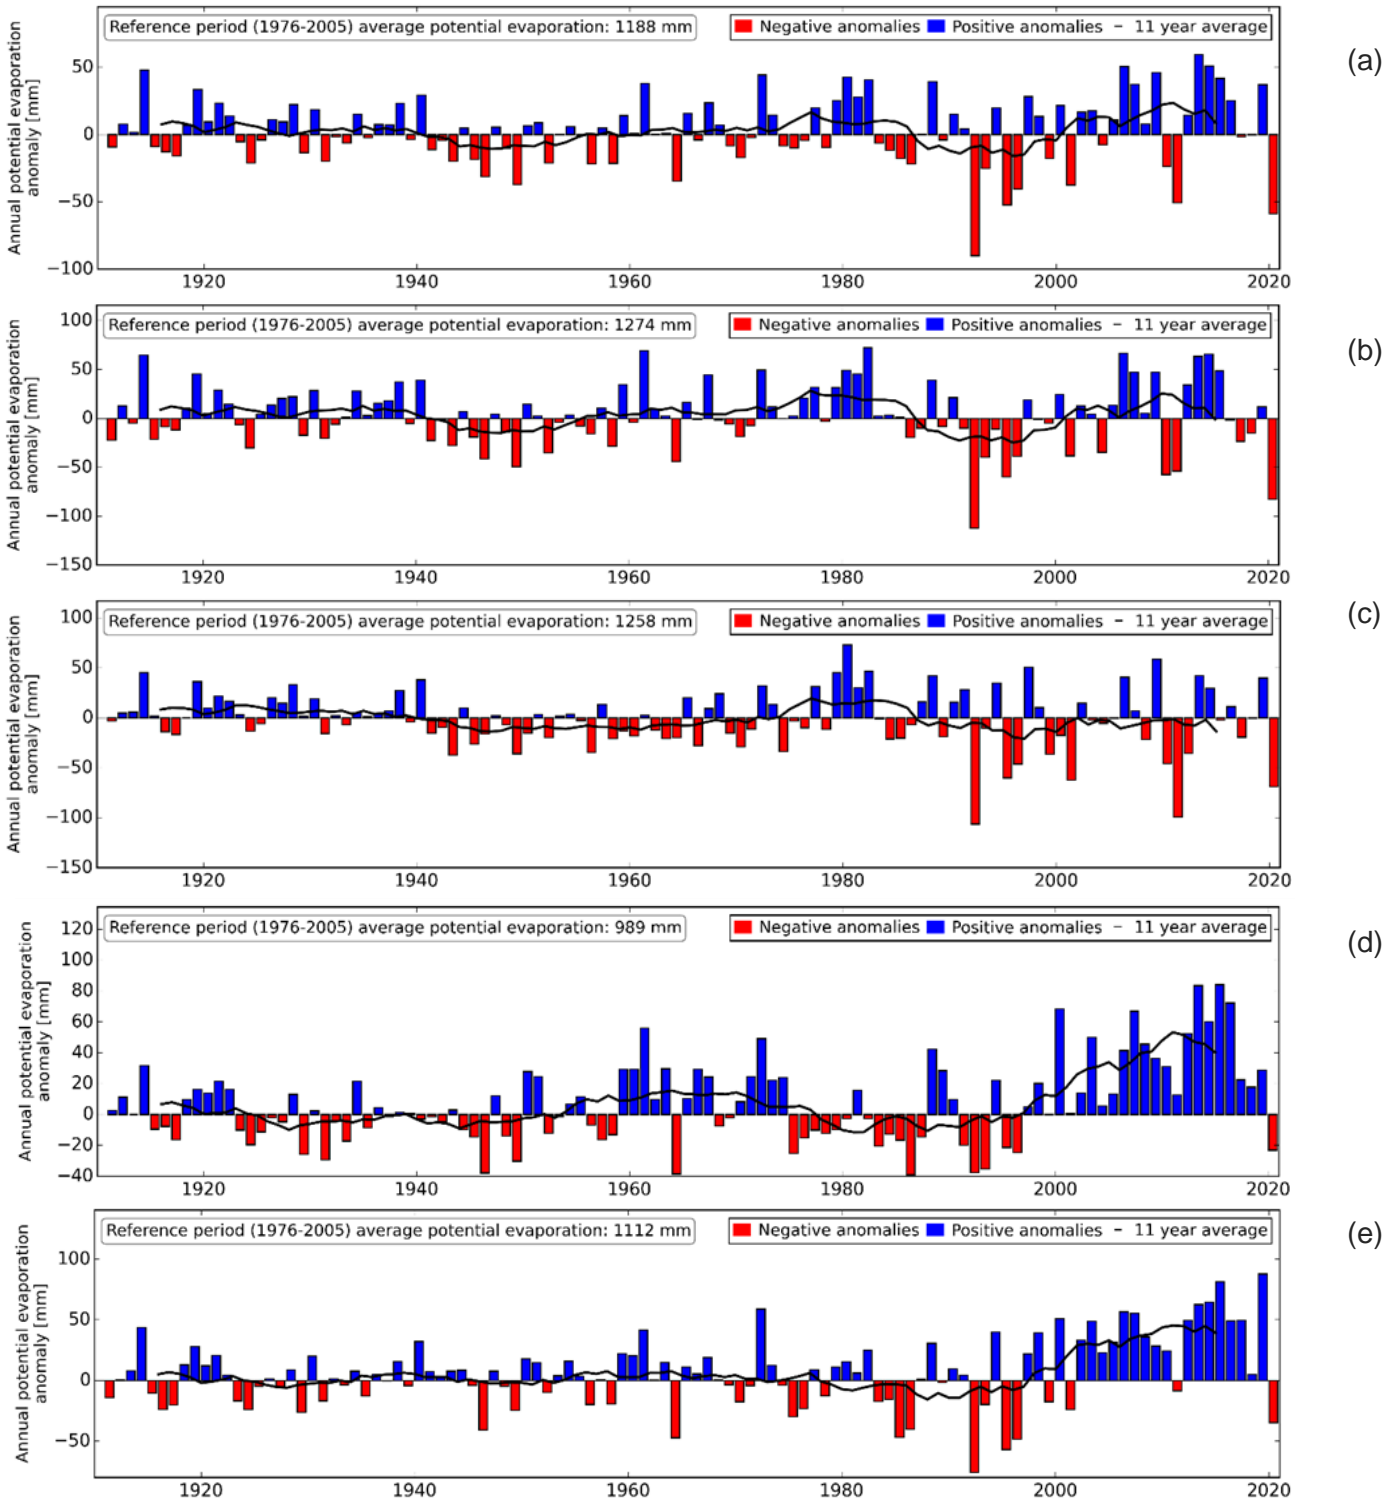 Reference period (1976-2005) average potential evaporation: 1188 mm
Negative anomalies Positive anomalies – 11 year average
(a)
Annual potential evaporation
anomaly [mm]
50
0
−50
−100
1920 1940 1960 1980 2000 2020
Reference period (1976-2005) average potential evaporation: 1274 mm
Negative anomalies Positive anomalies – 11 year average
(b)
Annual potential evaporation
anomaly [mm]
100
50
0
−50
−100
−150
1920 1940 1960 1980 2000 2020
Reference period (1976-2005) average potential evaporation: 1258 mm
Negative anomalies Positive anomalies – 11 year average
(c)
Annual potential evaporation
anomaly [mm]
100
50
0
−50
−100
−150
1920 1940 1960 1980 2000 2020
Reference period (1976-2005) average potential evaporation: 989 mm
Negative anomalies Positive anomalies – 11 year average
(d)
Annual potential evaporation
anomaly [mm]
120
100
80
60
40
20
0
−20
−40
1920 1940 1960 1980 2000 2020
Reference period (1976-2005) average potential evaporation: 1112 mm
Negative anomalies Positive anomalies – 11 year average
(e)
Annual potential evaporation
anomaly [mm]
100
50
0
−50
1920 1940 1960 1980 2000 2020